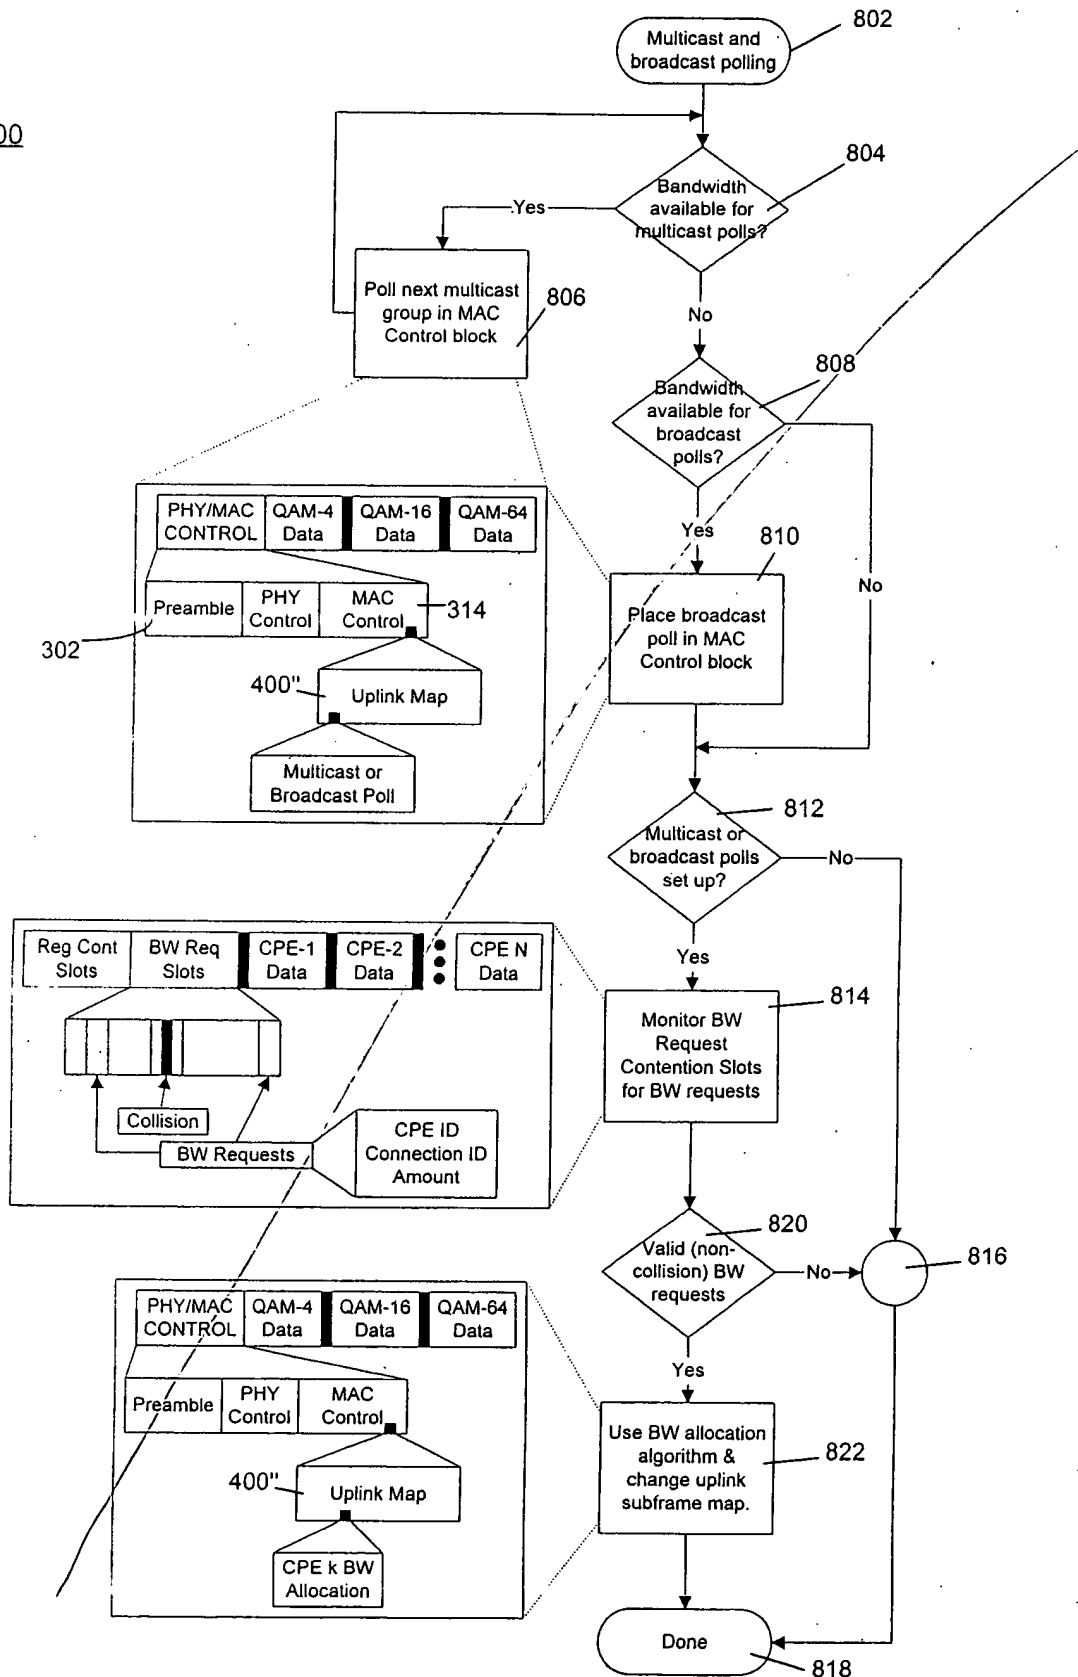 802
Multicast and
broadcast polling
00
804
Bandwidth
available for
multicast polls?
Yes
Poll next multicast
group in MAC
Control block
806
No
808
Bandwidth
available for
broadcast
polls?
PHY/MAC
CONTROL
QAM-4
Data
QAM-16
Data
QAM-64
Data
Yes
810
No
Preamble
PHY
Control
MAC
Control
314
302
Place broadcast
poll in MAC
Control block
400"
Uplink Map
Multicast or
Broadcast Poll
812
Multicast or
broadcast polls
set up?
No
Yes
Reg Cont
Slots
BW Req
Slots
CPE-1
Data
CPE-2
Data
CPE N
Data
814
Monitor BW
Request
Contention Slots
for BW requests
Collision
BW Requests
CPE ID
Connection ID
Amount
820
Valid (non-
collision) BW
requests
No
816
PHY/MAC
CONTROL
QAM-4
Data
QAM-16
Data
QAM-64
Data
Yes
Preamble
PHY
Control
MAC
Control
Use BW allocation
algorithm &
change uplink
subframe map.
822
400"
Uplink Map
CPE k BW
Allocation
Done
818